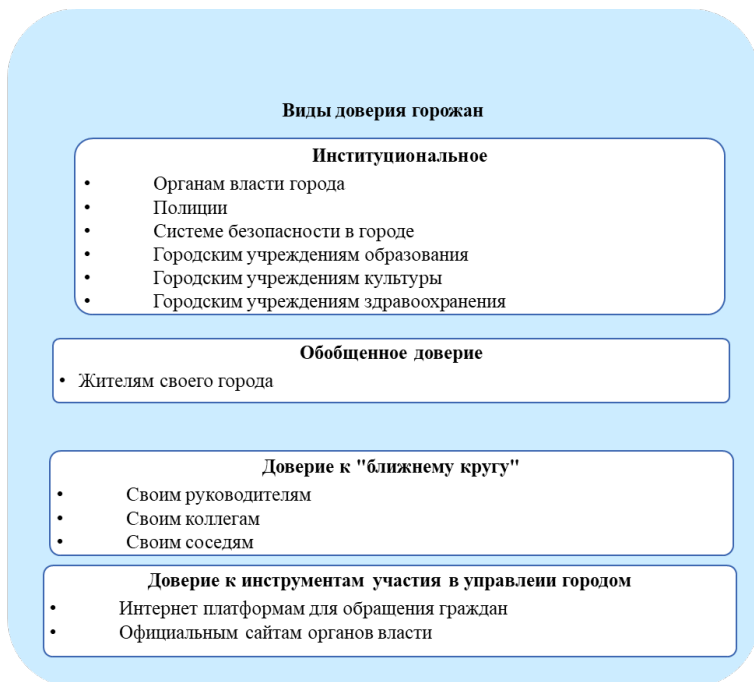 Виды доверия горожан
Институциональное
• Органам власти города
• Полиции
• Системе безопасности в городе
• Городским учреждениям образования
• Городским учреждениям культуры
• Городским учреждениям здравоохранения
Обобщенное доверие
• Жителям своего города
Доверие к "ближнему кругу"
• Своим руководителям
• Своим коллегам
• Своим соседям
Доверие к инструментам участия в управлеии городом
• Интернет платформам для обращения граждан
• Официальным сайтам органов власти